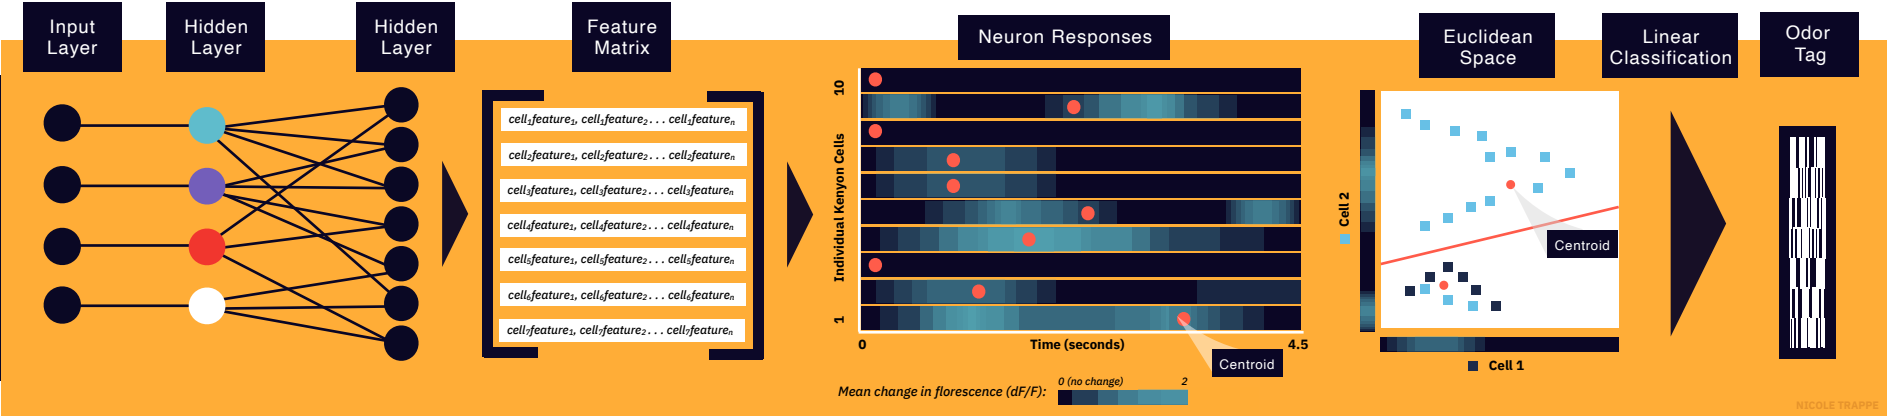 Input
Layer
Hidden
Layer
Hidden
Layer
Feature
Matrix
cell₁feature₁, cell₁feature₂ . . . cell₁featureₙ
cell₂feature₁, cell₂feature₂ . . . cell₂featureₙ
cell₃feature₁, cell₃feature₂ . . . cell₃featureₙ
cell₄feature₁, cell₄feature₂ . . . cell₄featureₙ
cell₅feature₁, cell₅feature₂ . . . cell₅featureₙ
cell₆feature₁, cell₆feature₂ . . . cell₆featureₙ
cell₇feature₁, cell₇feature₂ . . . cell₇featureₙ
Neuron Responses
10
Individual Kenyon Cells
1
0
Time (seconds)
4.5
Centroid
Mean change in florescence (dF/F):
0 (no change)
2
Euclidean
Space
Cell 2
Centroid
Cell 1
Linear
Classification
Odor
Tag
NICOLE TRAPPE